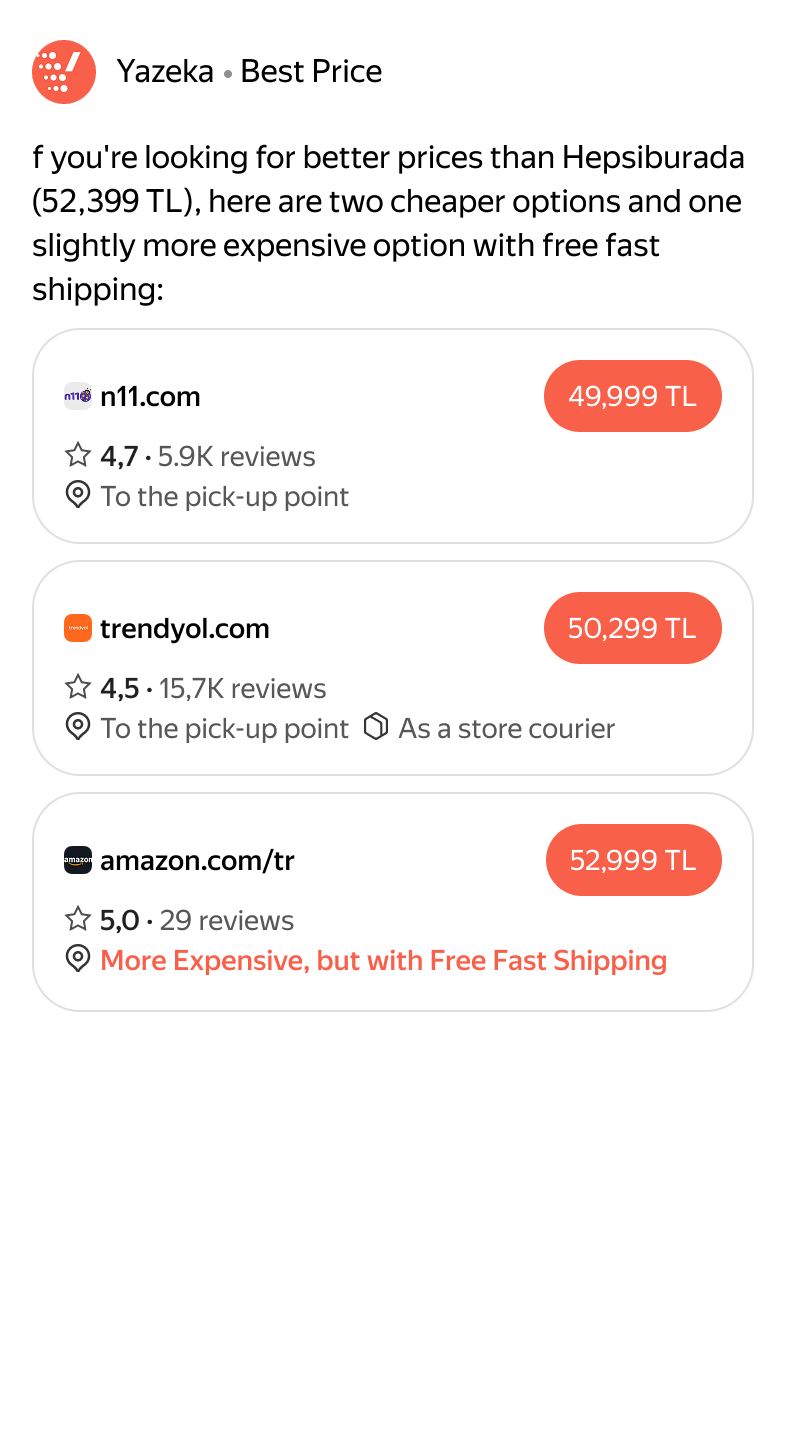 Yazeka • Best Price
f you're looking for better prices than Hepsiburada
(52,399 TL), here are two cheaper options and one
slightly more expensive option with free fast
shipping:
n11 n11.com 49,999 TL
4,7 · 5.9K reviews
To the pick-up point
trendyol trendyol.com 50,299 TL
4,5 · 15,7K reviews
To the pick-up point As a store courier
amazon amazon.com/tr 52,999 TL
5,0 · 29 reviews
More Expensive, but with Free Fast Shipping